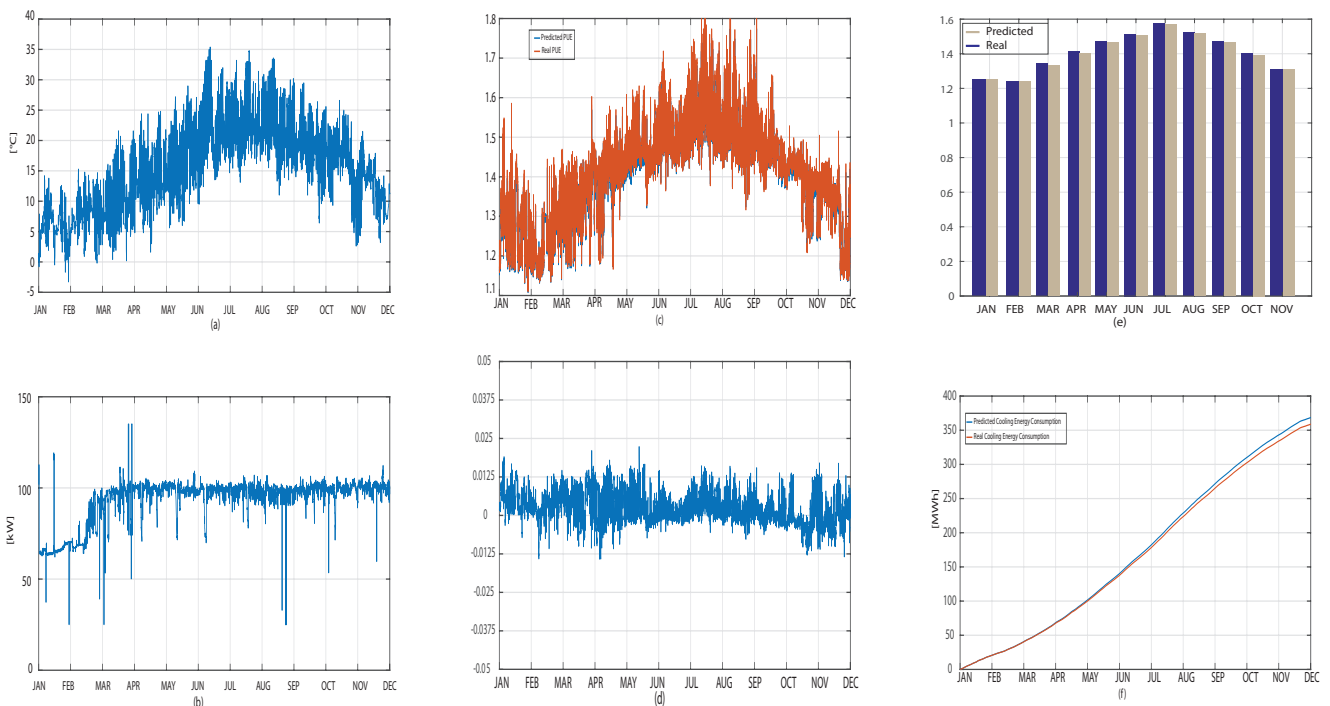 40
35
30
25
20
15
10
5
0
-5
[°C]
JAN FEB MAR APR MAY JUN JUL AUG SEP OCT NOV DEC
(a)
1.8
1.7
1.6
1.5
1.4
1.3
1.2
1.1
Predicted PUE
Real PUE
JAN FEB MAR APR MAY JUN JUL AUG SEP OCT NOV DEC
(c)
1.6
1.4
1.2
1
0.8
0.6
0.4
0.2
0
Predicted
Real
JAN FEB MAR APR MAY JUN JUL AUG SEP OCT NOV
(e)
150
100
50
0
[kW]
JAN FEB MAR APR MAY JUN JUL AUG SEP OCT NOV DEC
(b)
0.05
0.0375
0.025
0.0125
0
-0.0125
-0.025
-0.0375
-0.05
JAN FEB MAR APR MAY JUN JUL AUG SEP OCT NOV DEC
(d)
400
350
300
250
200
150
100
50
0
[MWh]
Predicted Cooling Energy Consumption
Real Cooling Energy Consumption
JAN FEB MAR APR MAY JUN JUL AUG SEP OCT NOV DEC
(f)